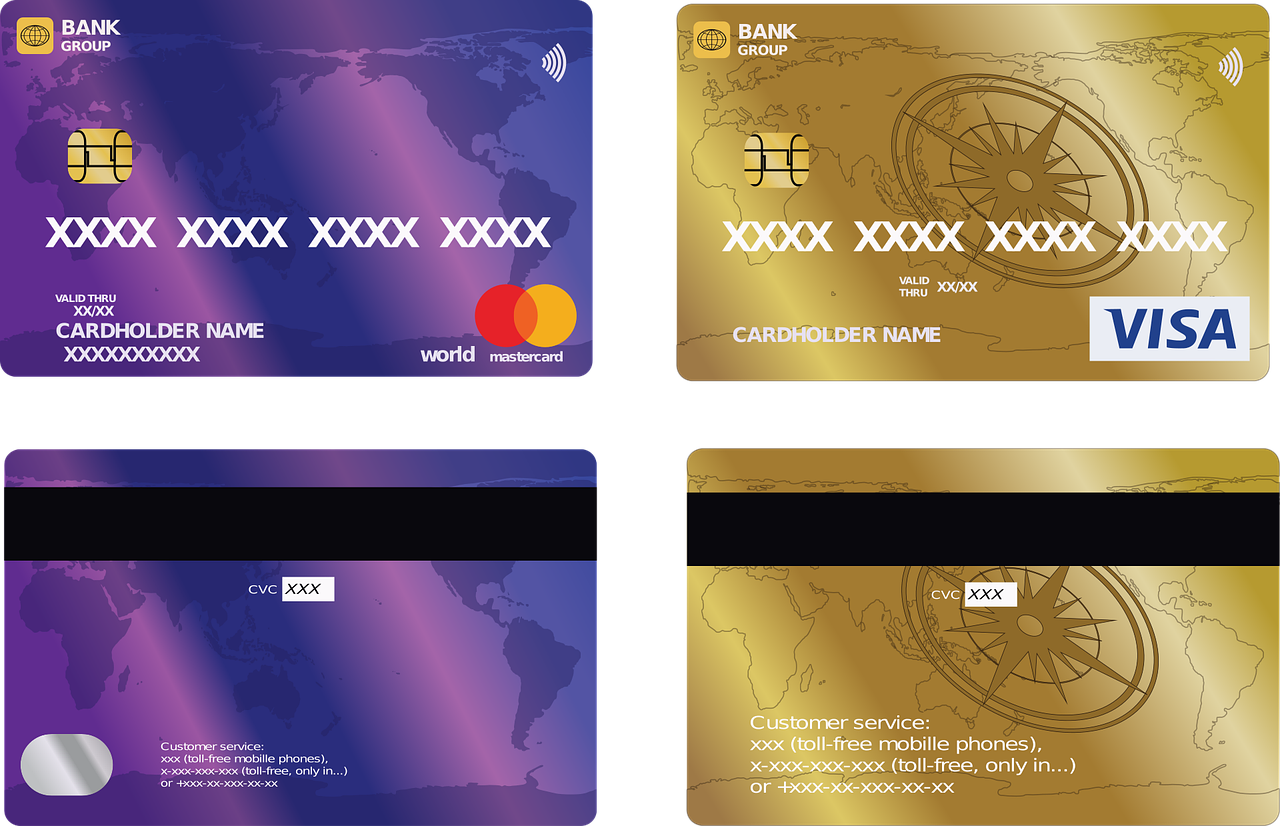 BANK
GROUP
XXXX XXXX XXXX XXXX
VALID THRU
XX/XX
CARDHOLDER NAME
XXXXXXXXXX
world mastercard
BANK
GROUP
XXXX XXXX XXXX XXXX
VALID
THRU XX/XX
CARDHOLDER NAME
VISA
CVC XXX
Customer service:
xxx (toll-free mobille phones),
x-xxx-xxx-xxx (toll-free, only in...)
or +xxx-xx-xxx-xx-xx
CVC XXX
Customer service:
xxx (toll-free mobille phones),
x-xxx-xxx-xxx (toll-free, only in...)
or +xxx-xx-xxx-xx-xx